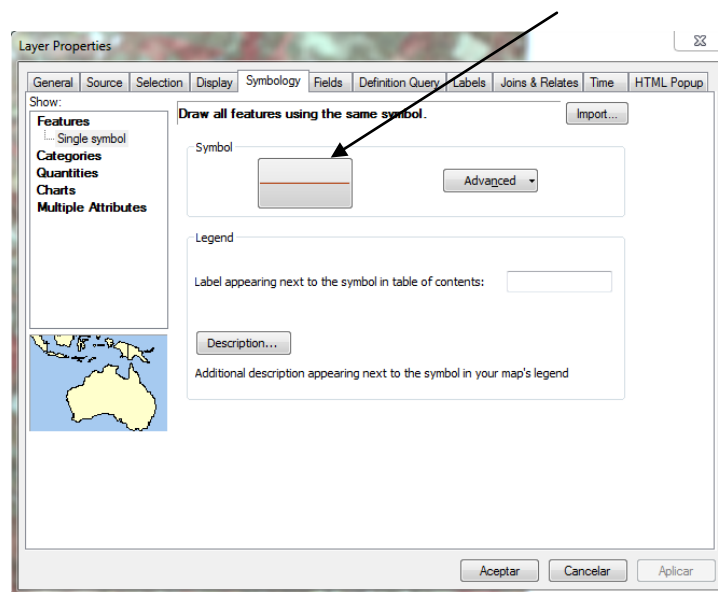 Layer Properties
General Source Selection Display Symbology Fields Definition Query Labels Joins & Relates Time HTML Popup
Show:
Features
Single symbol
Categories
Quantities
Charts
Multiple Attributes
Draw all features using the same symbol.
Import...
Symbol
Advanced
Legend
Label appearing next to the symbol in table of contents:
Description...
Additional description appearing next to the symbol in your map's legend
Aceptar Cancelar Aplicar